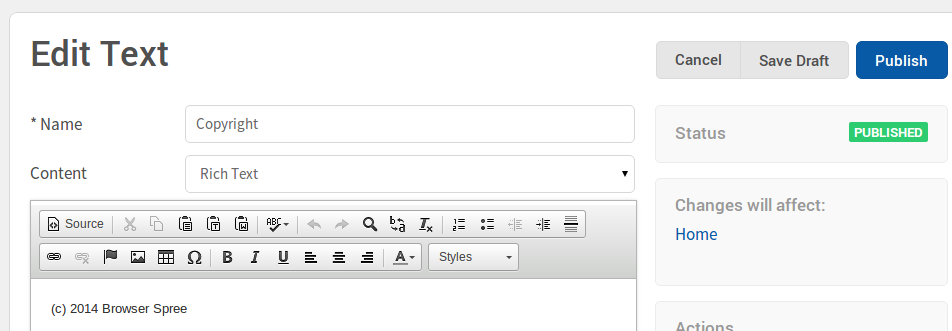 Edit Text
Cancel
Save Draft
Publish
* Name
Copyright
Content
Rich Text
Source
Styles
(c) 2014 Browser Spree
Status
PUBLISHED
Changes will affect:
Home
Actions